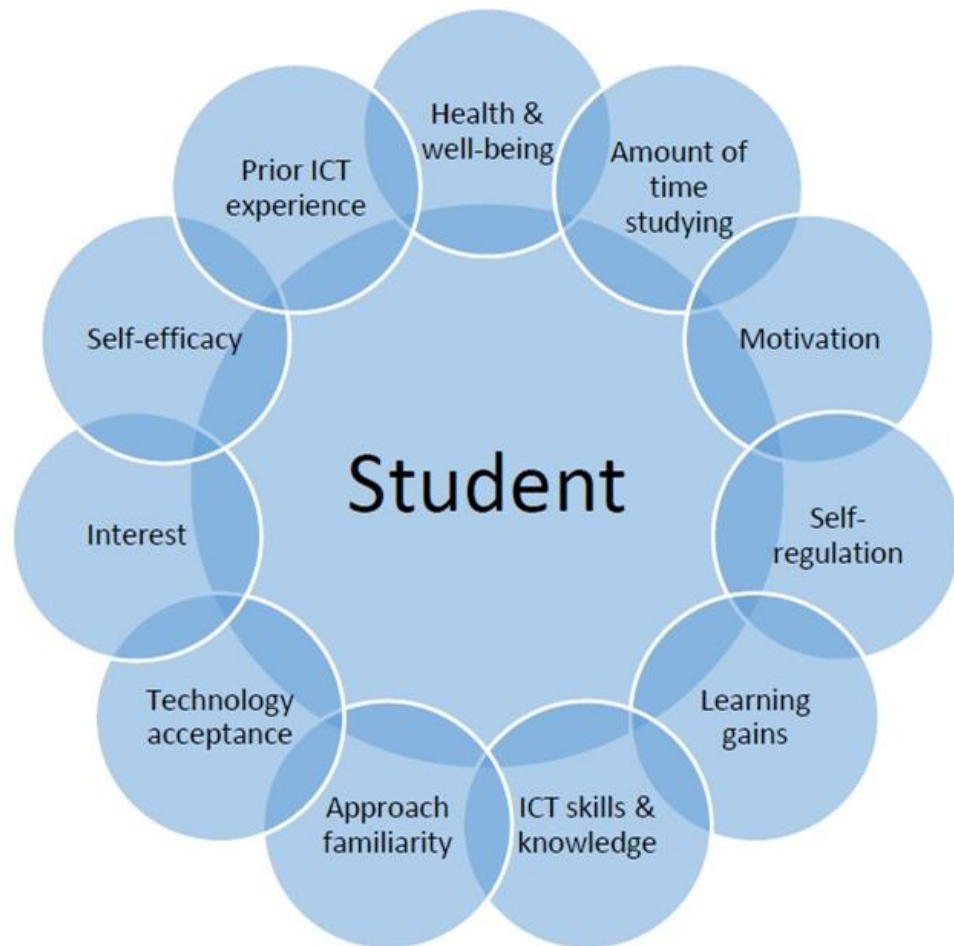 Health &
well-being
Amount of
time
studying
Motivation
Self-
regulation
Learning
gains
ICT skills &
knowledge
Approach
familiarity
Technology
acceptance
Interest
Self-efficacy
Prior ICT
experience
Student